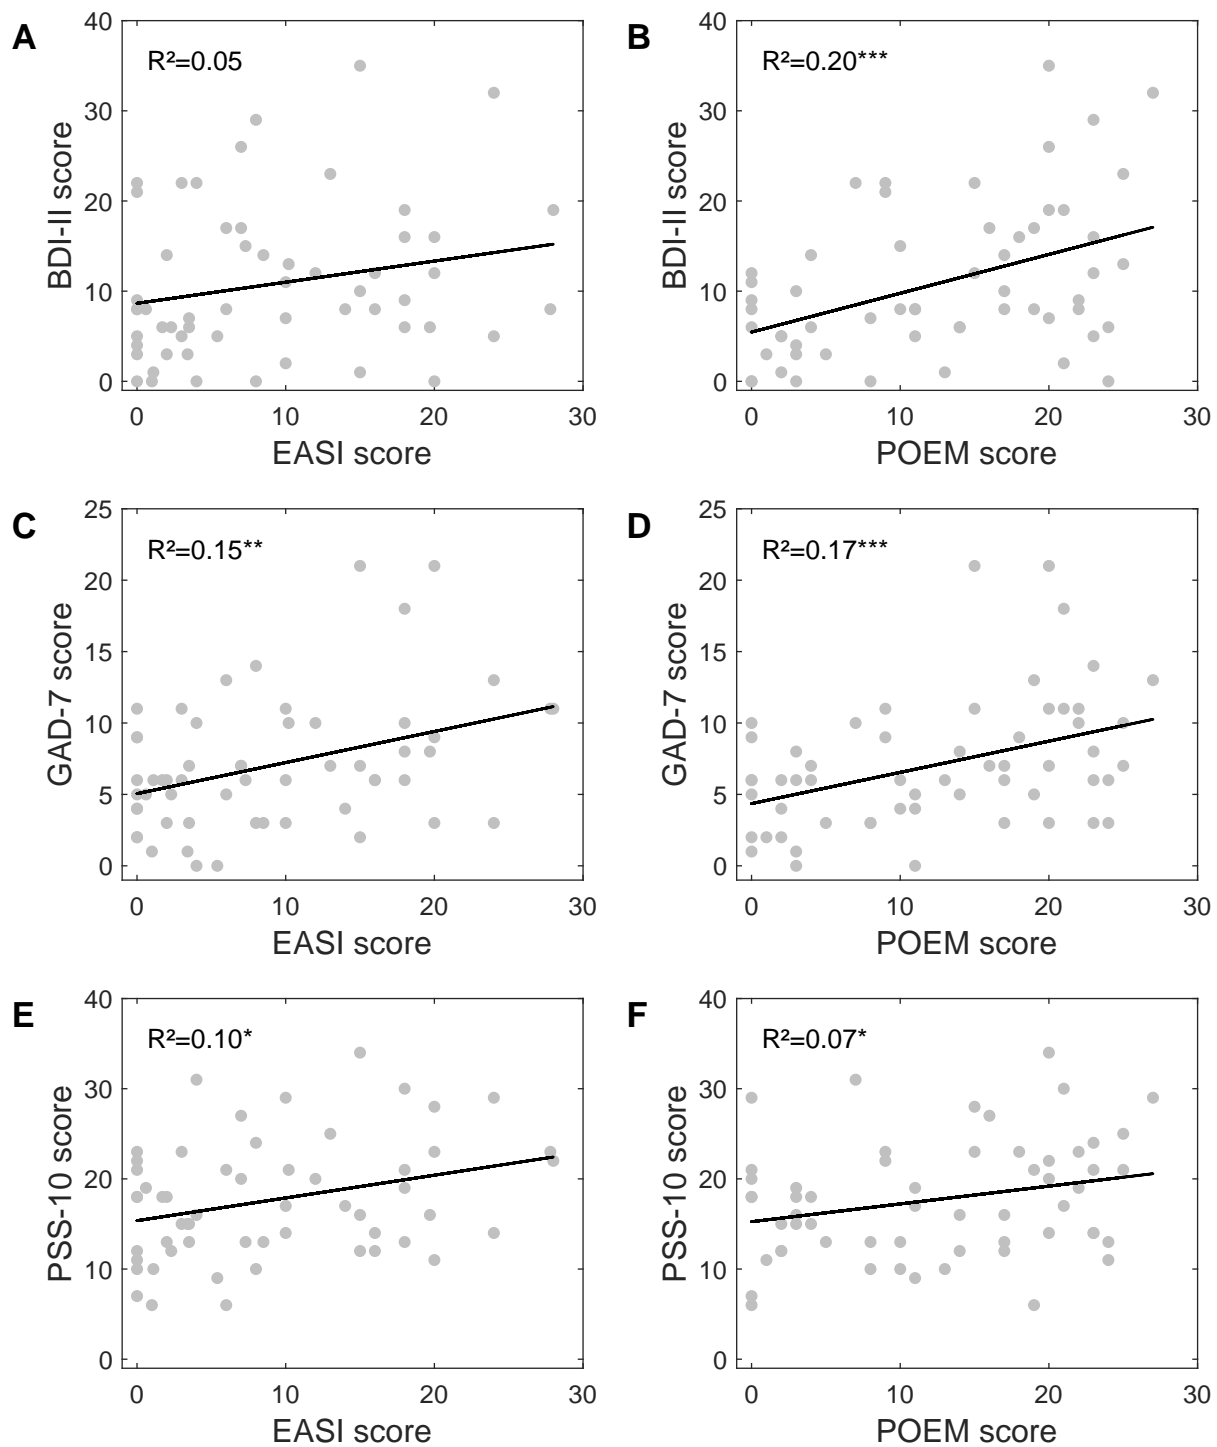 A
R²=0.05
40
30
20
10
0
BDI-II score
0 10 20 30
EASI score
B
R²=0.20***
40
30
20
10
0
BDI-II score
0 10 20 30
POEM score
C
R²=0.15**
25
20
15
10
5
0
GAD-7 score
0 10 20 30
EASI score
D
R²=0.17***
25
20
15
10
5
0
GAD-7 score
0 10 20 30
POEM score
E
R²=0.10*
40
30
20
10
0
PSS-10 score
0 10 20 30
EASI score
F
R²=0.07*
40
30
20
10
0
PSS-10 score
0 10 20 30
POEM score